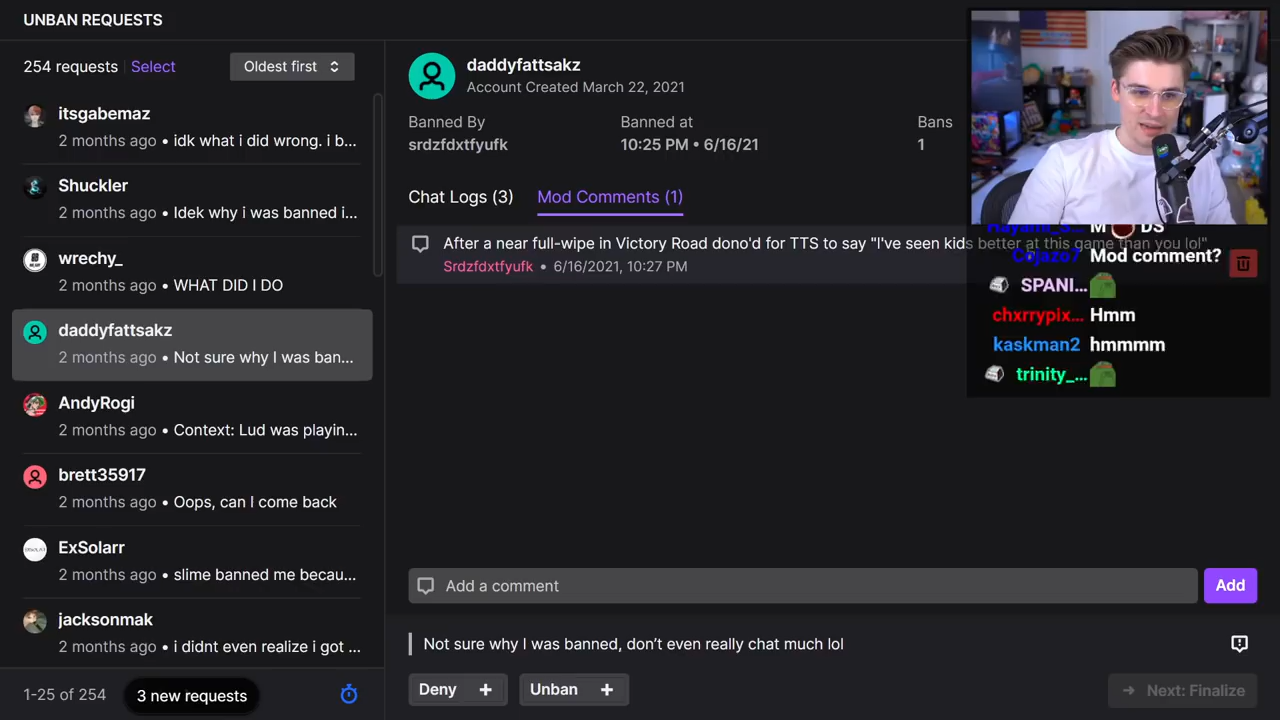 UNBAN REQUESTS
254 requests Select Oldest first
itsgabemaz
2 months ago • idk what i did wrong. i b...
Shuckler
2 months ago • Idek why i was banned i...
wrechy_
2 months ago • WHAT DID I DO
daddyfattsakz
2 months ago • Not sure why I was ban...
AndyRogi
2 months ago • Context: Lud was playin...
brett35917
2 months ago • Oops, can I come back
ExSolarr
2 months ago • slime banned me becau...
jacksonmak
2 months ago • i didnt even realize i got ...
1-25 of 254 3 new requests
daddyfattsakz
Account Created March 22, 2021
Banned By Banned at Bans
srdzfdxtfyufk 10:25 PM • 6/16/21 1
Chat Logs (3) Mod Comments (1)
After a near full-wipe in Victory Road dono'd for TTS to say "I've seen kids better at this game than you lol"
Srdzfdxtfyufk • 6/16/2021, 10:27 PM
DS
Cojazo7 Mod comment?
SPANI...
chxrrypix... Hmm
kaskman2 hmmmm
trinity_...
Add a comment Add
Not sure why I was banned, don't even really chat much lol
Deny + Unban + → Next: Finalize